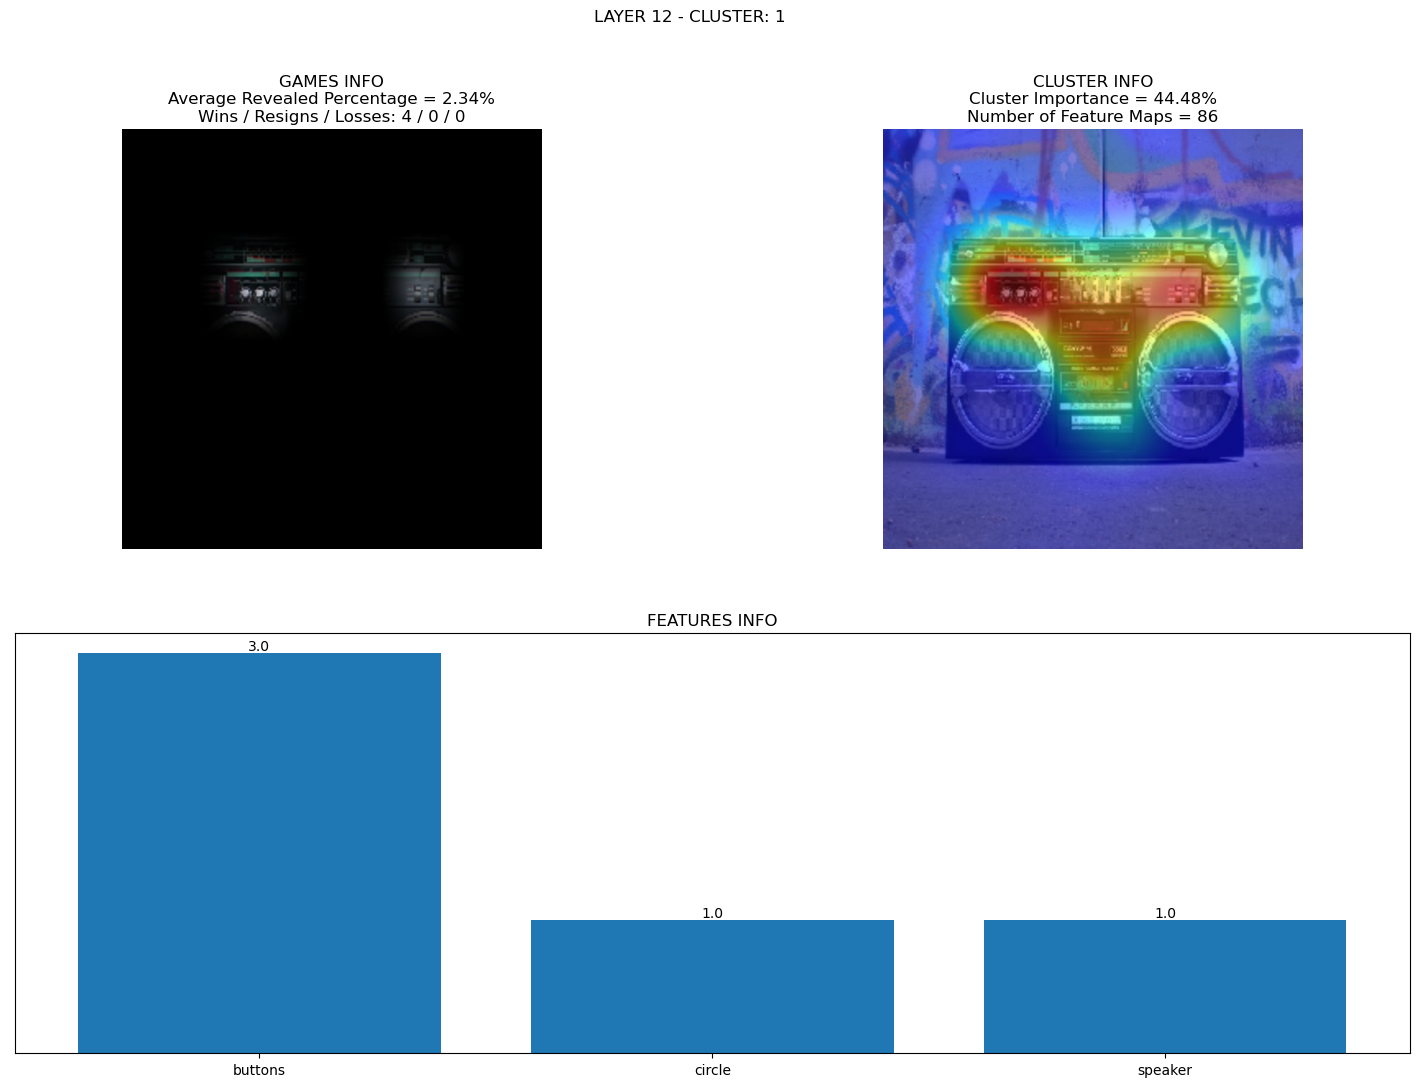 LAYER 12 - CLUSTER: 1
GAMES INFO
Average Revealed Percentage = 2.34%
Wins / Resigns / Losses: 4 / 0 / 0
CLUSTER INFO
Cluster Importance = 44.48%
Number of Feature Maps = 86
EVIN
ECH
FEATURES INFO
3.0
1.0
1.0
buttons
circle
speaker